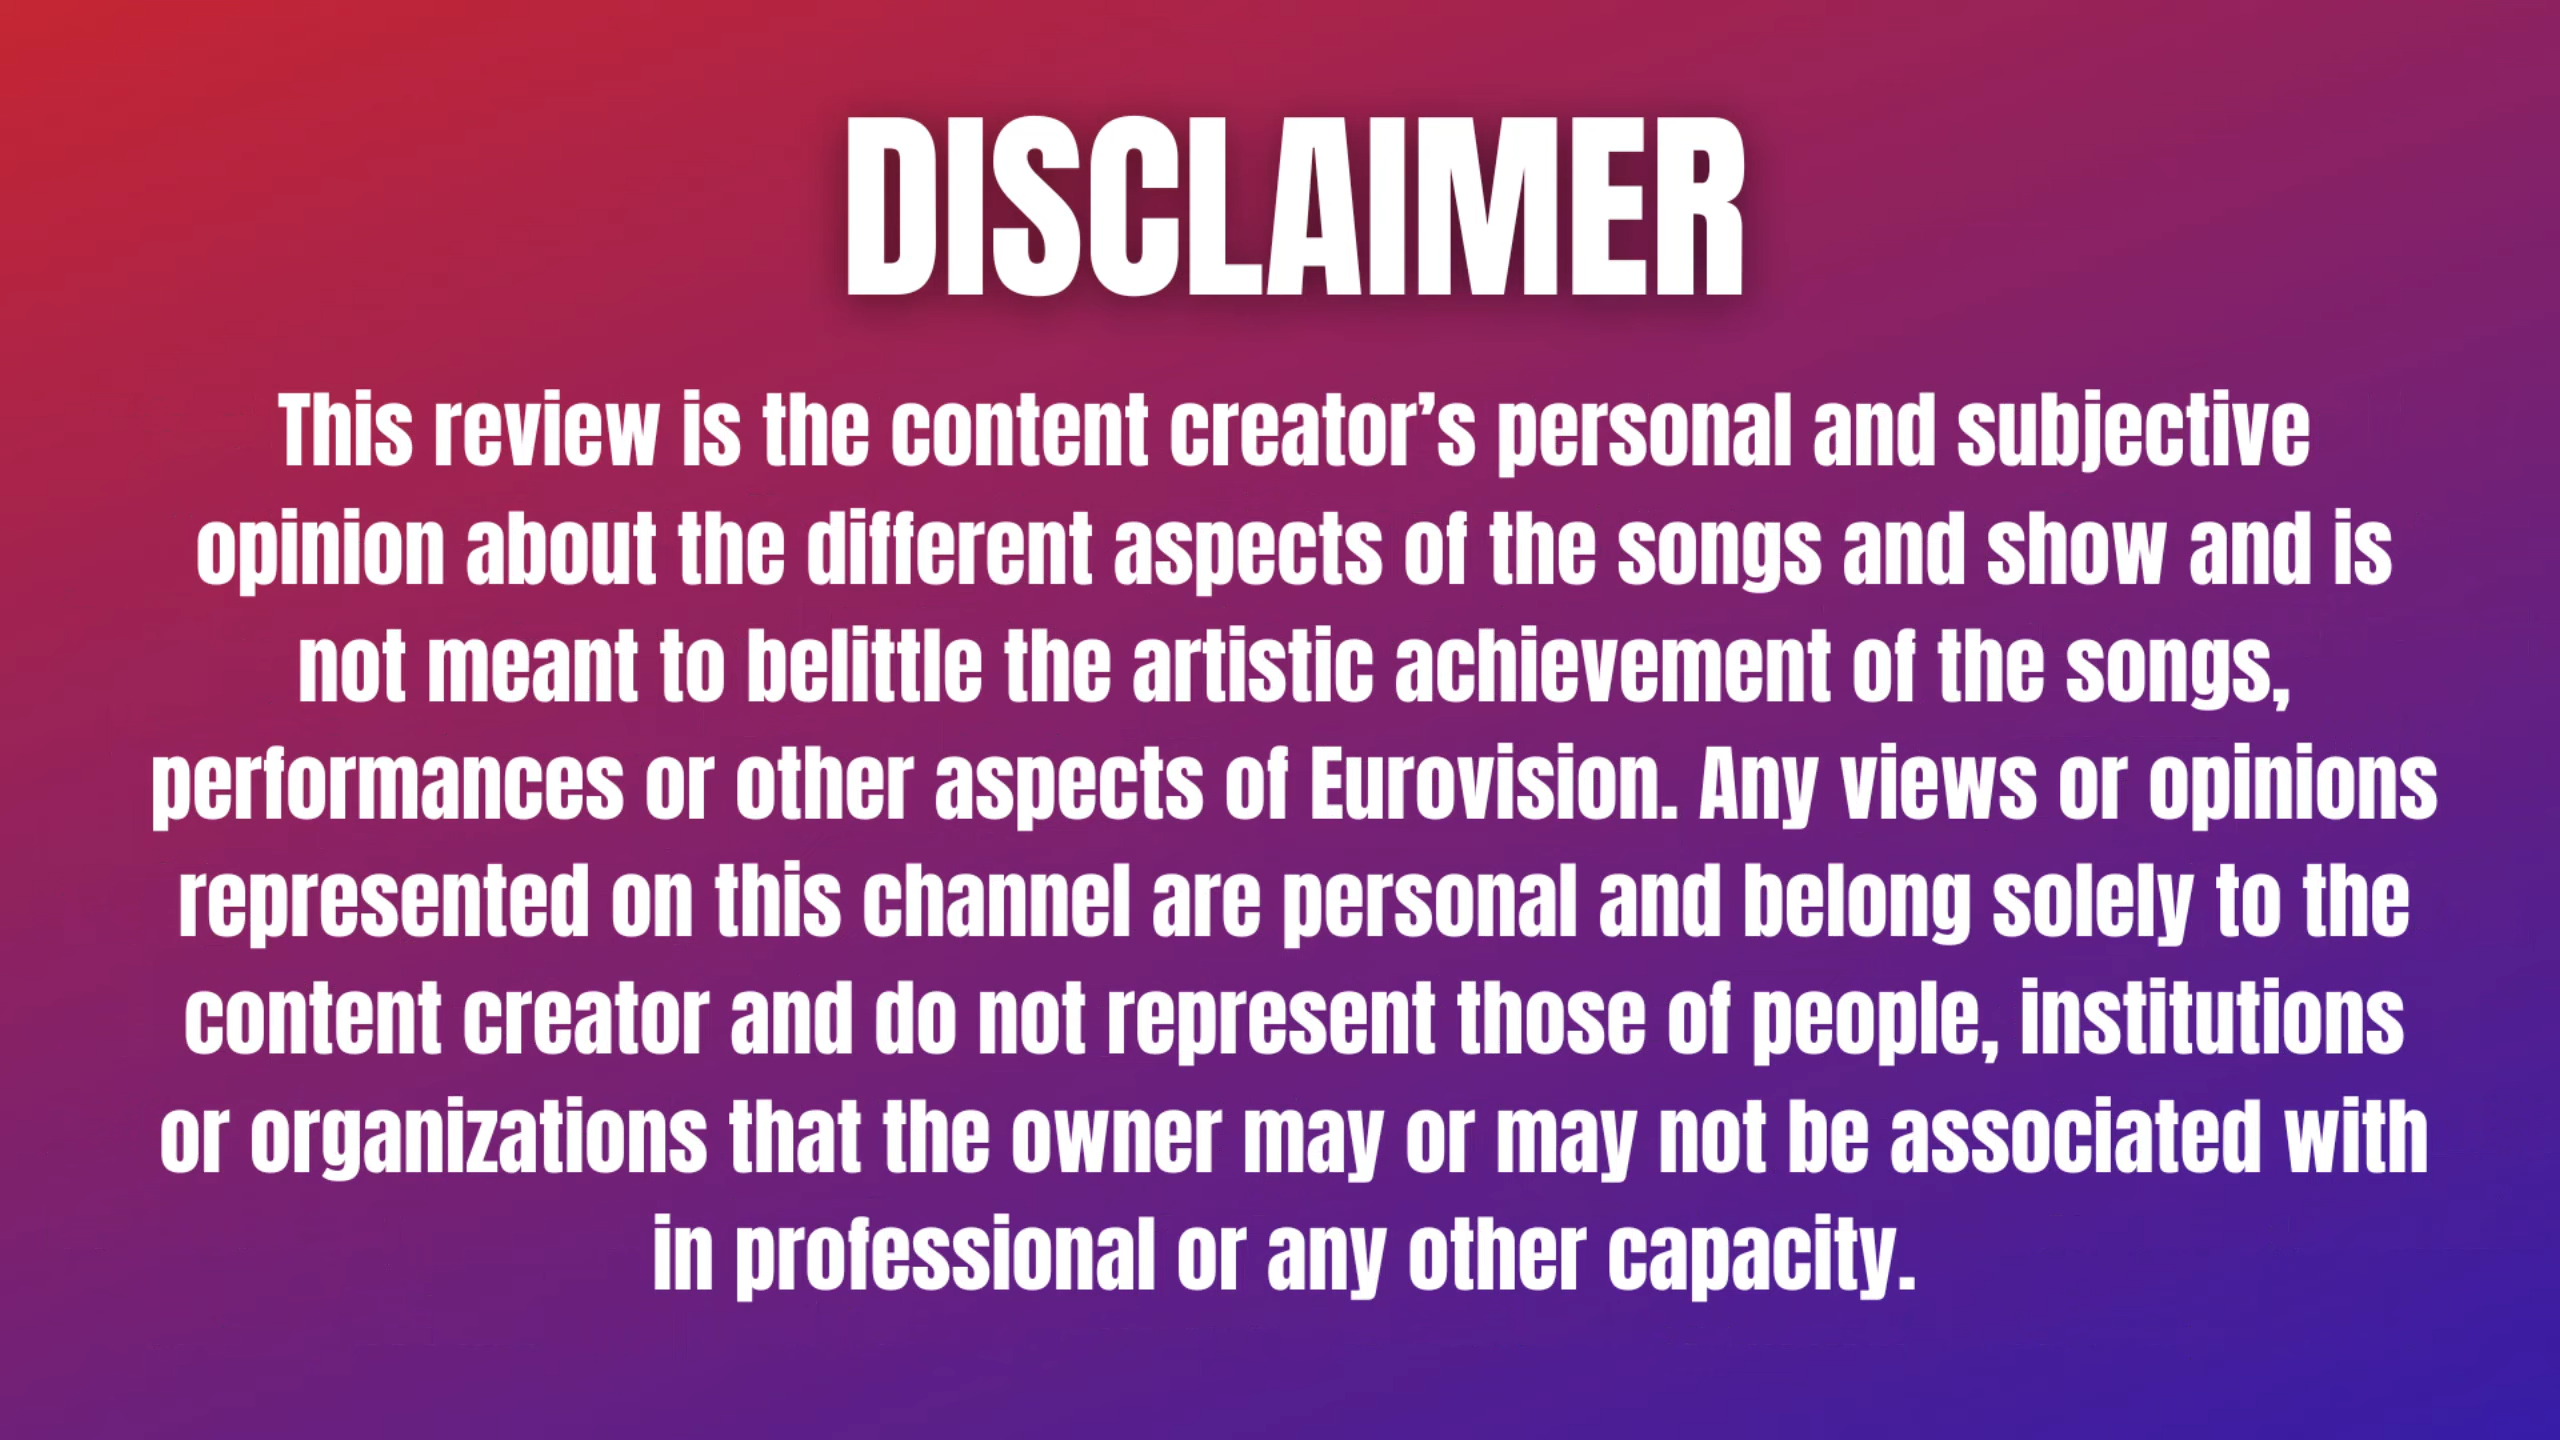 DISCLAIMER
This review is the content creator’s personal and subjective
opinion about the different aspects of the songs and show and is
not meant to belittle the artistic achievement of the songs,
performances or other aspects of Eurovision. Any views or opinions
represented on this channel are personal and belong solely to the
content creator and do not represent those of people, institutions
or organizations that the owner may or may not be associated with
in professional or any other capacity.